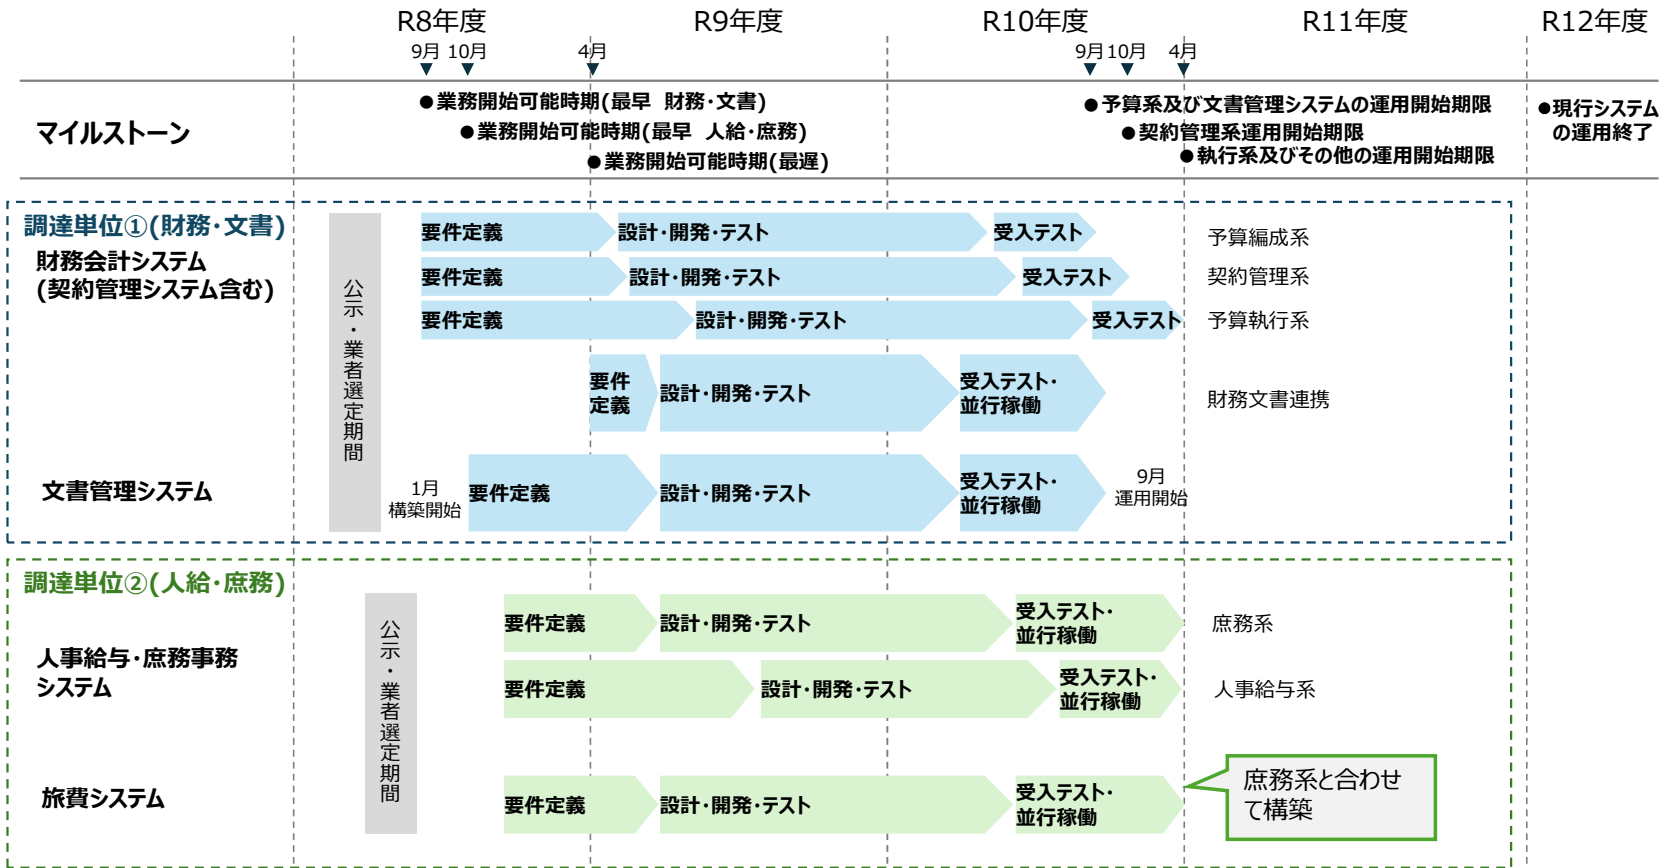 R8年度
R9年度
R10年度
R11年度
R12年度
9月
10月
4月
9月
10月
4月
マイルストーン
●業務開始可能時期(最早 財務・文書)
●業務開始可能時期(最早 人給・庶務)
●業務開始可能時期(最遅)
●予算系及び文書管理システムの運用開始期限
●契約管理系運用開始期限
●執行系及びその他の運用開始期限
●現行システム
の運用終了
調達単位①(財務・文書)
財務会計システム
(契約管理システム含む)
公示・業者選定期間
要件定義
設計・開発・テスト
受入テスト
予算編成系
要件定義
設計・開発・テスト
受入テスト
契約管理系
要件定義
設計・開発・テスト
受入テスト
予算執行系
要件
定義
設計・開発・テスト
受入テスト・
並行稼働
財務文書連携
文書管理システム
1月
構築開始
要件定義
設計・開発・テスト
受入テスト・
並行稼働
9月
運用開始
調達単位②(人給・庶務)
公示・業者選定期間
人事給与・庶務事務
システム
要件定義
設計・開発・テスト
受入テスト・
並行稼働
庶務系
要件定義
設計・開発・テスト
受入テスト・
並行稼働
人事給与系
旅費システム
要件定義
設計・開発・テスト
受入テスト・
並行稼働
庶務系と合わせ
て構築